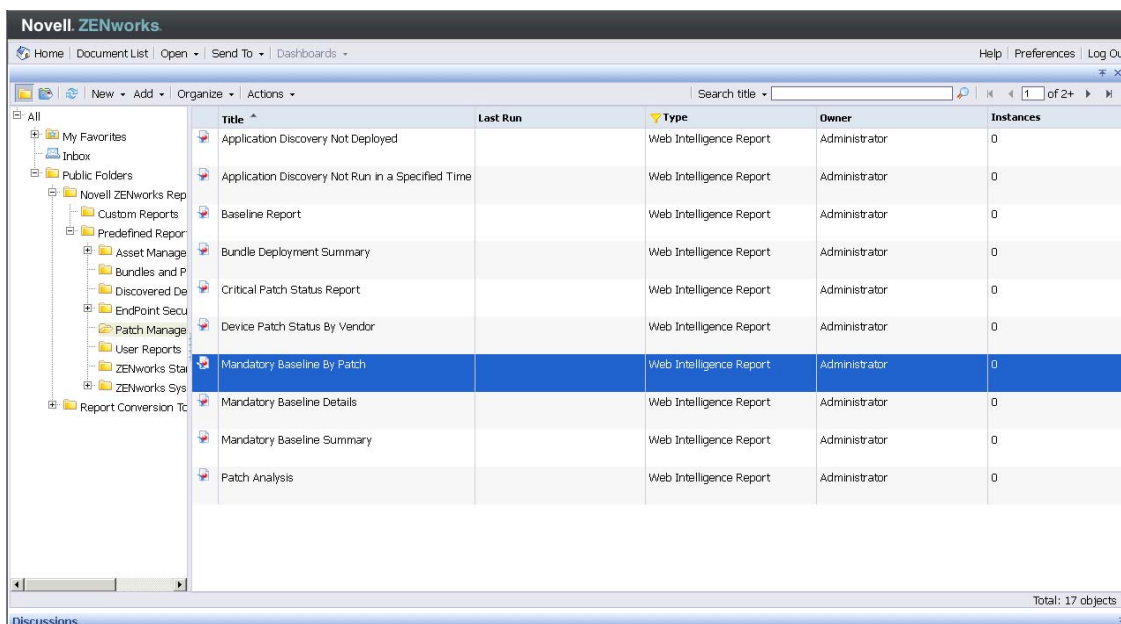 Novell. ZENworks.
Home Document List Open Send To Dashboards Help Preferences Log Ou
New Add Organize Actions Search title 1 of 2+
All
My Favorites
Inbox
Public Folders
Novell ZENworks Rep
Custom Reports
Predefined Repor
Asset Manage
Bundles and P
Discovered De
EndPoint Secu
Patch Manage
User Reports
ZENworks Sta
ZENworks Sys
Report Conversion To
Title Last Run Type Owner Instances
Application Discovery Not Deployed Web Intelligence Report Administrator 0
Application Discovery Not Run in a Specified Time Web Intelligence Report Administrator 0
Baseline Report Web Intelligence Report Administrator 0
Bundle Deployment Summary Web Intelligence Report Administrator 0
Critical Patch Status Report Web Intelligence Report Administrator 0
Device Patch Status By Vendor Web Intelligence Report Administrator 0
Mandatory Baseline By Patch Web Intelligence Report Administrator 0
Mandatory Baseline Details Web Intelligence Report Administrator 0
Mandatory Baseline Summary Web Intelligence Report Administrator 0
Patch Analysis Web Intelligence Report Administrator 0
Total: 17 objects
Discussions